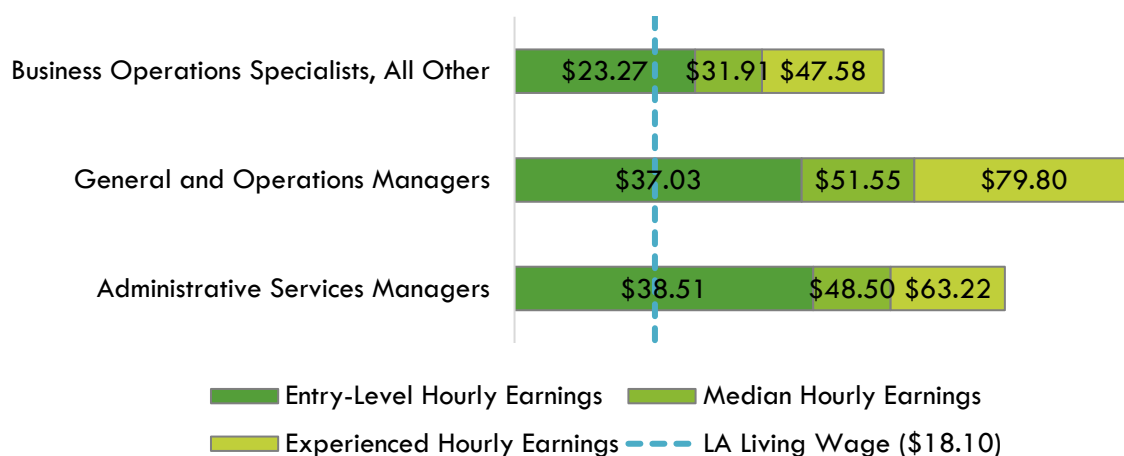 Business Operations Specialists, All Other $23.27 $31.91 $47.58
General and Operations Managers $37.03 $51.55 $79.80
Administrative Services Managers $38.51 $48.50 $63.22
Entry-Level Hourly Earnings Median Hourly Earnings
Experienced Hourly Earnings LA Living Wage ($18.10)